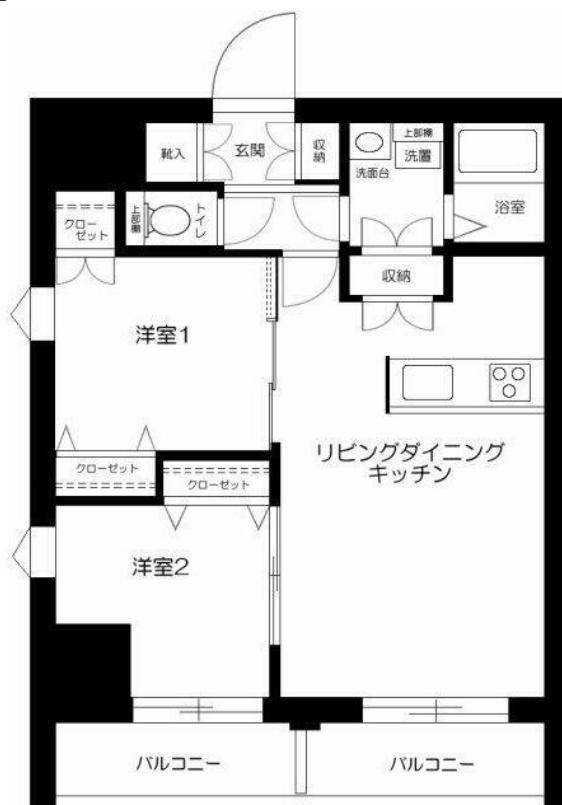 靴入
玄関
収納
上部棚
洗置
洗面台
浴室
クロー
ゼット
上部棚
トイレ
収納
洋室1
リビングダイニング
キッチン
クローゼット
クローゼット
洋室2
バルコニー
バルコニー